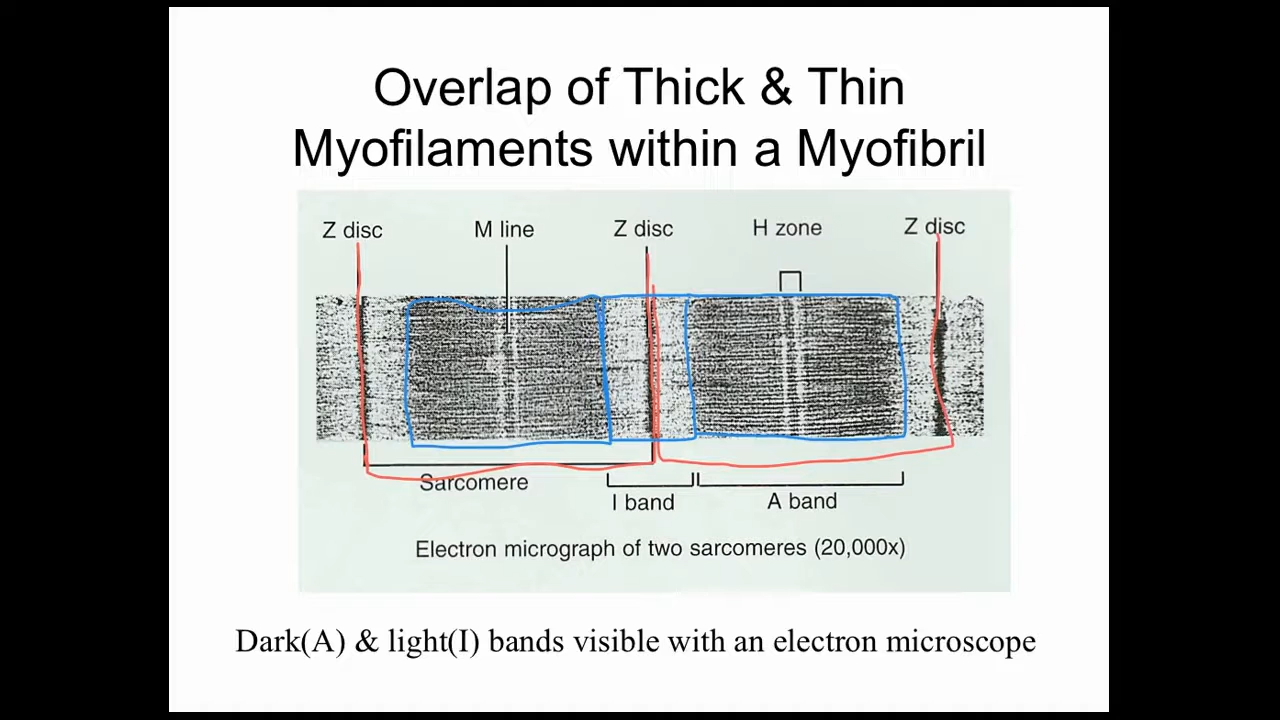 Overlap of Thick & Thin
Myofilaments within a Myofibril
Z disc M line Z disc H zone Z disc
Sarcomere
I band A band
Electron micrograph of two sarcomeres (20,000x)
Dark(A) & light(I) bands visible with an electron microscope